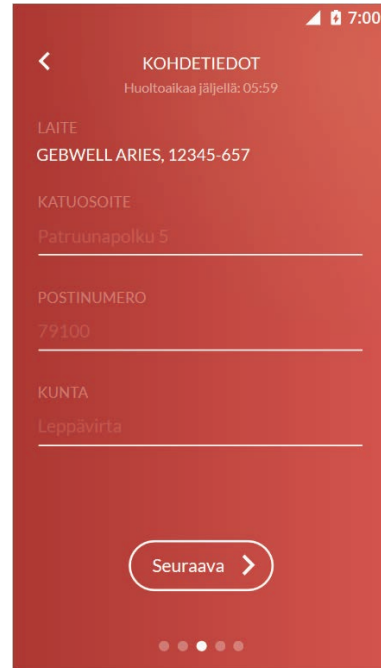 7:00
KOHDETIEDOT
Huoltoaikaa jäljellä: 05:59
LAITE
GEBWELL ARIES, 12345-657
KATUOSOITE
Patruunapolku 5
POSTINUMERO
79100
KUNTA
Leppävirta
Seuraava